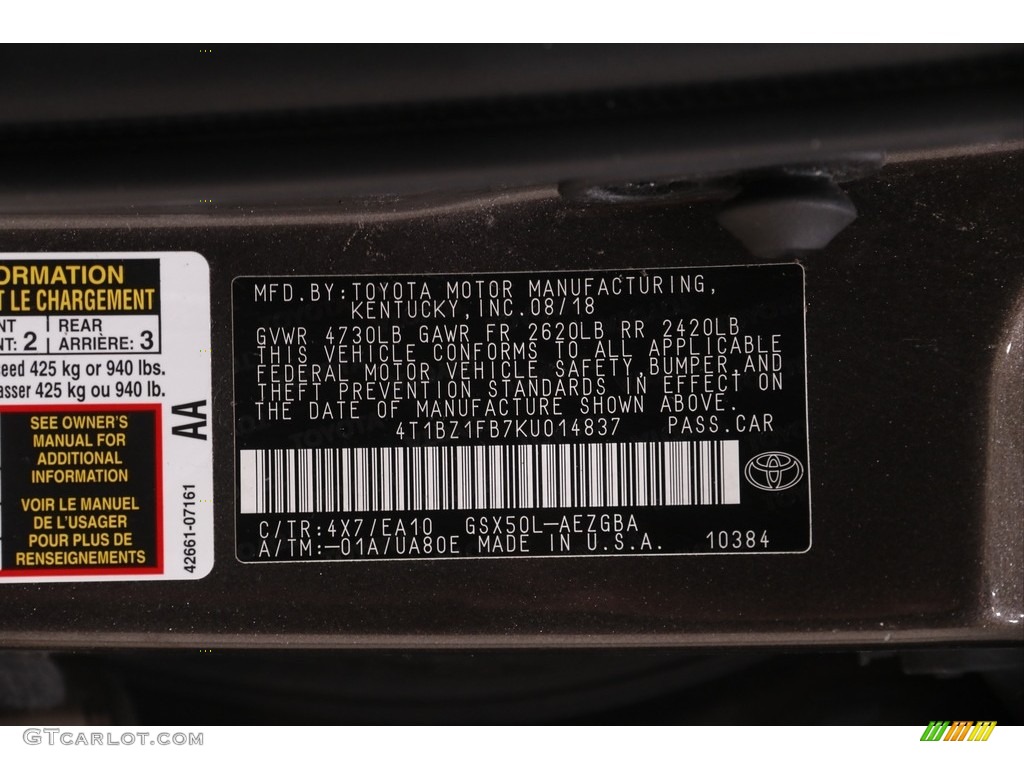 ORMATION
T LE CHARGEMENT
NT
NT: 2
REAR
ARRIÈRE: 3
eed 425 kg or 940 lbs.
asser 425 kg ou 940 lb.
SEE OWNER'S
MANUAL FOR
ADDITIONAL
INFORMATION
VOIR LE MANUEL
DE L'USAGER
POUR PLUS DE
RENSEIGNEMENTS
AA
42661-07161
MFD.BY:TOYOTA MOTOR MANUFACTURING,
KENTUCKY,INC.08/18
GVWR 4730LB GAWR FR 2620LB RR 2420LB
THIS VEHICLE CONFORMS TO ALL APPLICABLE
FEDERAL MOTOR VEHICLE SAFETY,BUMPER,AND
THEFT PREVENTION STANDARDS IN EFFECT ON
THE DATE OF MANUFACTURE SHOWN ABOVE.
4T1BZ1FB7KU014837 PASS.CAR
C/TR:4X7/EA10 GSX50L-AEZGBA
A/TM:-01A/UA80E MADE IN U.S.A. 10384
GTCarlot.com